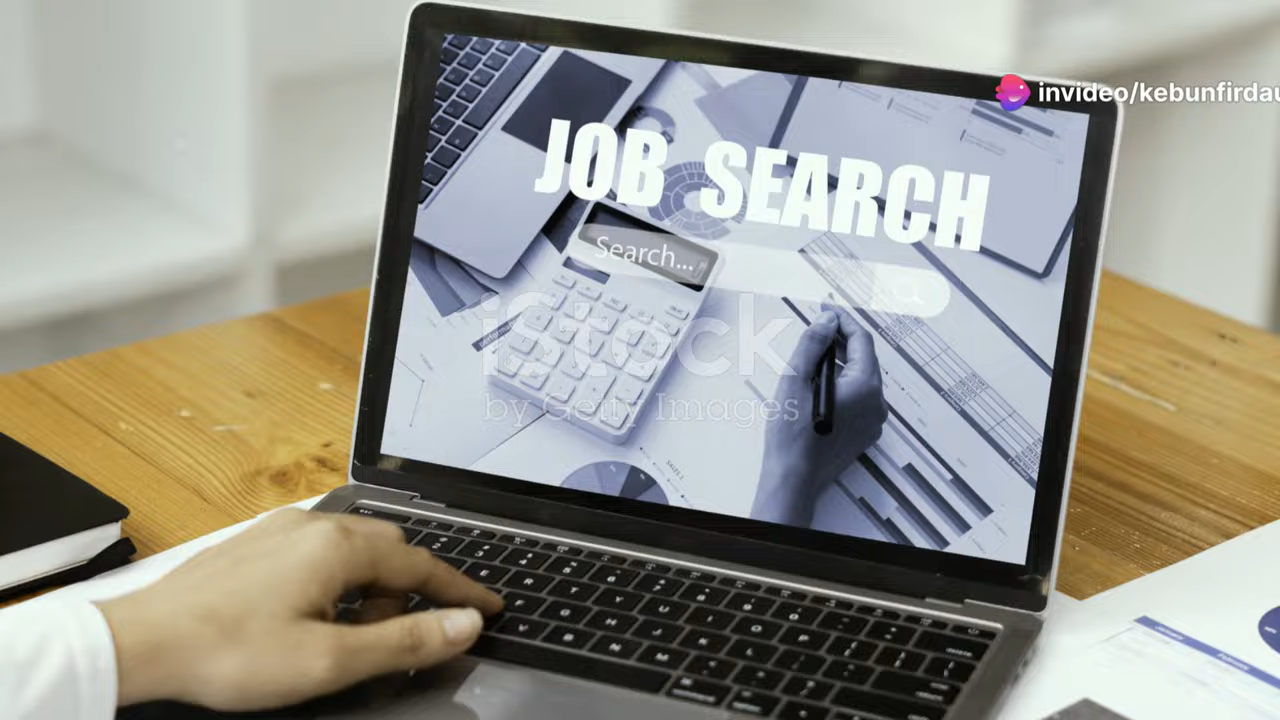 invideo/kebunfirdau
JOB SEARCH
Search...
iStock
by Getty Images